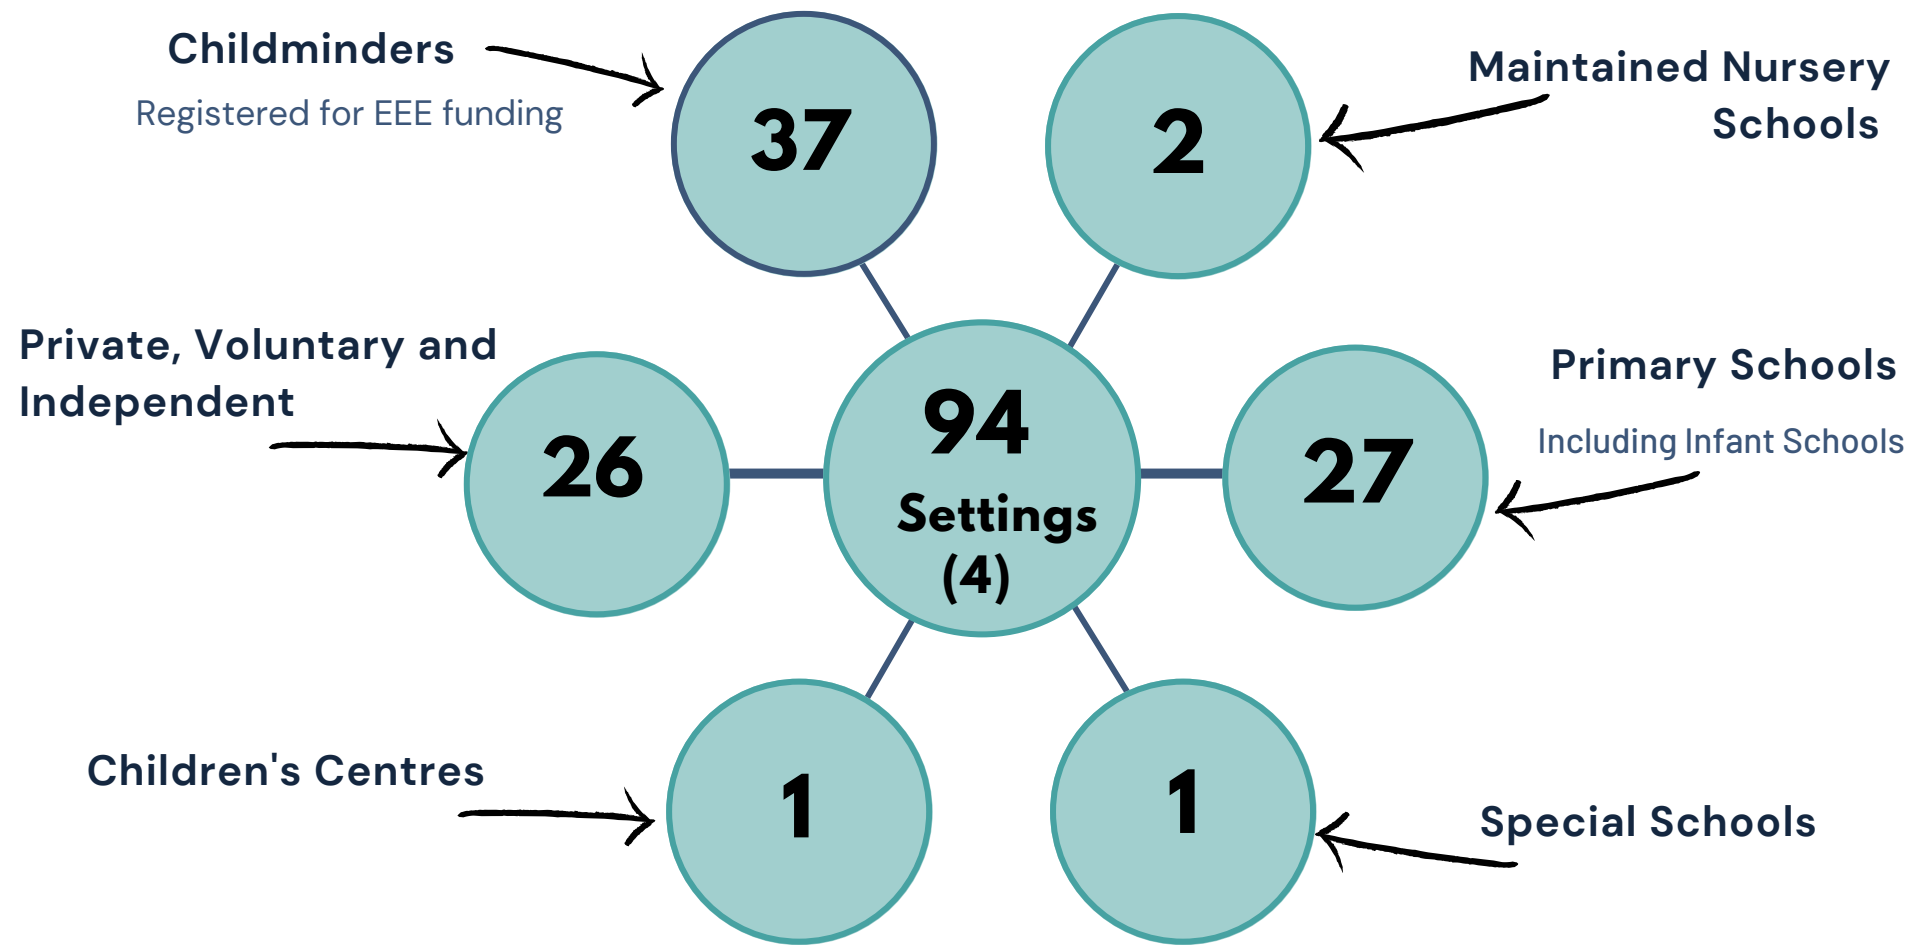 Childminders
Registered for EEE funding
37
2
Maintained Nursery
Schools
Private, Voluntary and
Independent
26
94
Settings
(4)
27
Primary Schools
Including Infant Schools
Children's Centres
1
1
Special Schools